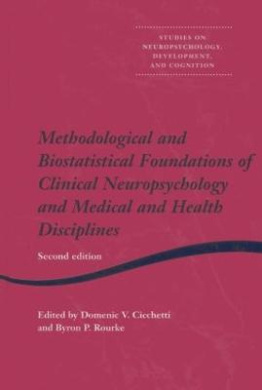 STUDIES ON
NEUROPSYCHOLOGY,
DEVELOPMENT,
AND COGNITION
Methodological and
Biostatistical Foundations of
Clinical Neuropsychology
and Medical and Health
Disciplines
Second edition
Edited by Domenic V. Cicchetti
and Byron P. Rourke